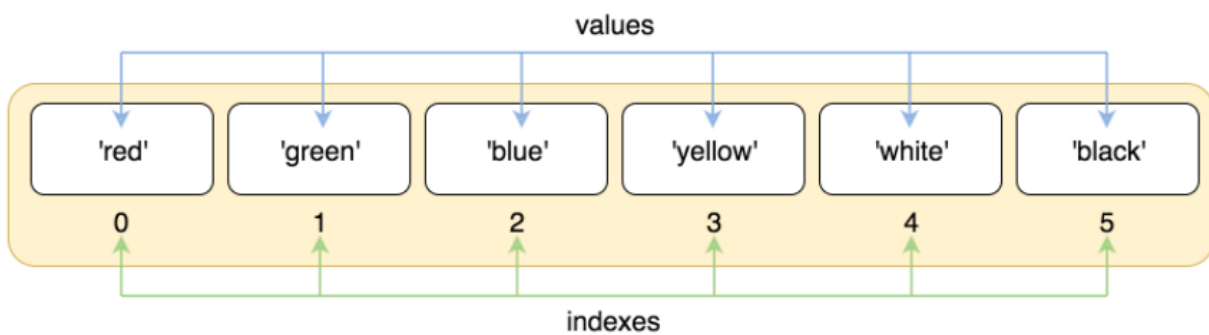 values
'red' 'green' 'blue' 'yellow' 'white' 'black'
0 1 2 3 4 5
indexes